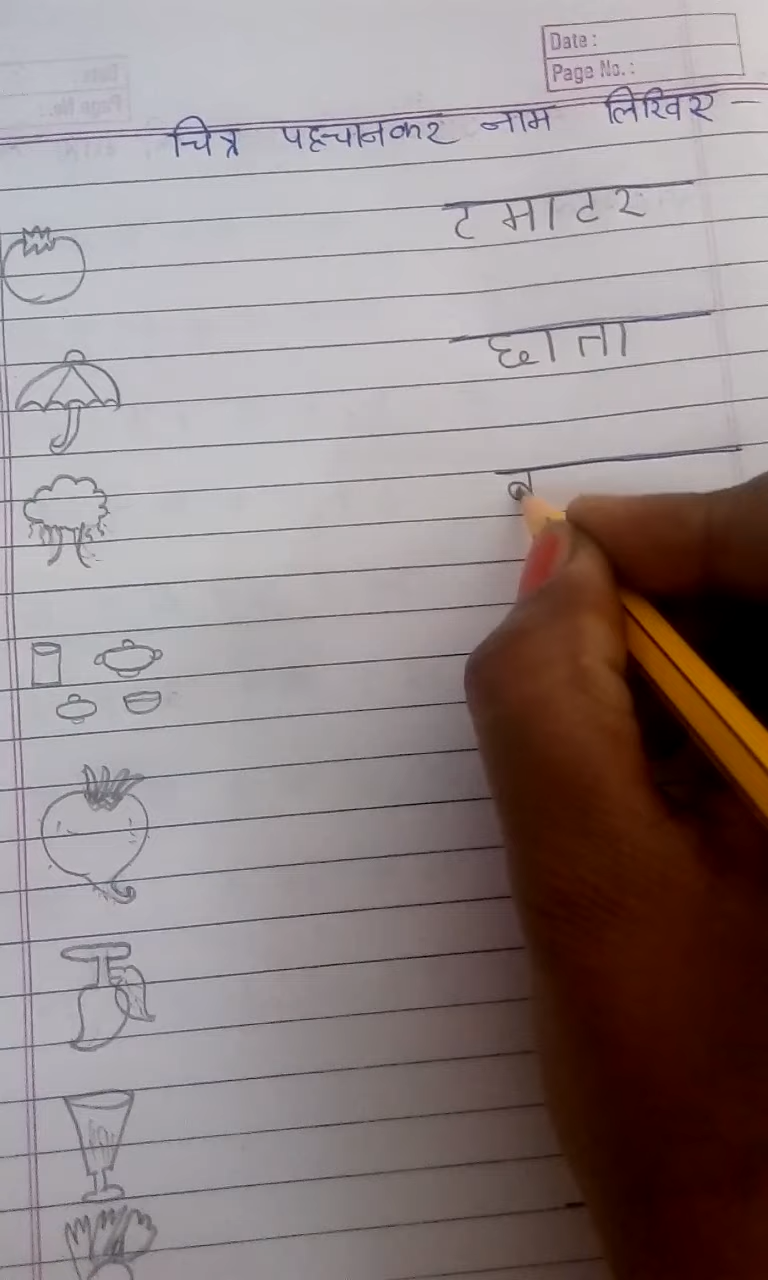 Date :
Page No. :
चित्र पहचानकर नाम लिखिए -
टमाटर
छाता
ब